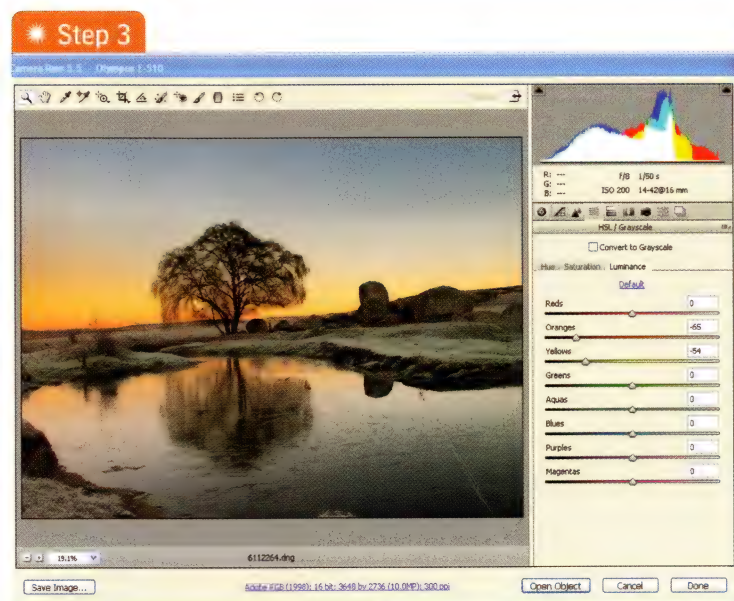 Step 3
Camera Raw 5.5 - Olympus E-510
R: ---
G: ---
B: ---
f/8 1/50 s
ISO 200 14-42@16 mm
HSL / Grayscale
Convert to Grayscale
Hue Saturation Luminance
Default
Reds 0
Oranges -65
Yellows -54
Greens 0
Aquas 0
Blues 0
Purples 0
Magentas 0
19.1% 6112264.dng
Save Image... Adobe RGB (1998); 16 bit; 3648 by 2736 (10.0MP); 300 ppi Open Object Cancel Done